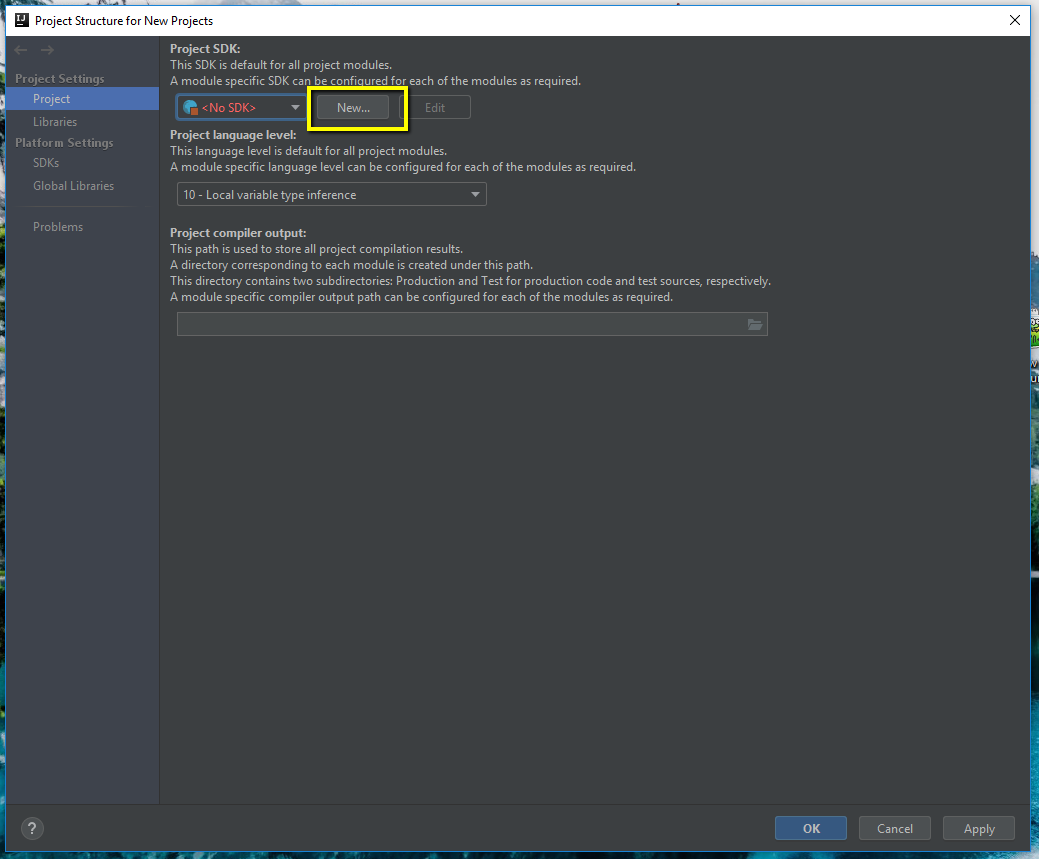 Project Structure for New Projects
Project Settings
Project
Libraries
Platform Settings
SDKs
Global Libraries
Problems
Project SDK:
This SDK is default for all project modules.
A module specific SDK can be configured for each of the modules as required.
<No SDK>
New...
Edit
Project language level:
This language level is default for all project modules.
A module specific language level can be configured for each of the modules as required.
10 - Local variable type inference
Project compiler output:
This path is used to store all project compilation results.
A directory corresponding to each module is created under this path.
This directory contains two subdirectories: Production and Test for production code and test sources, respectively.
A module specific compiler output path can be configured for each of the modules as required.
?
OK
Cancel
Apply